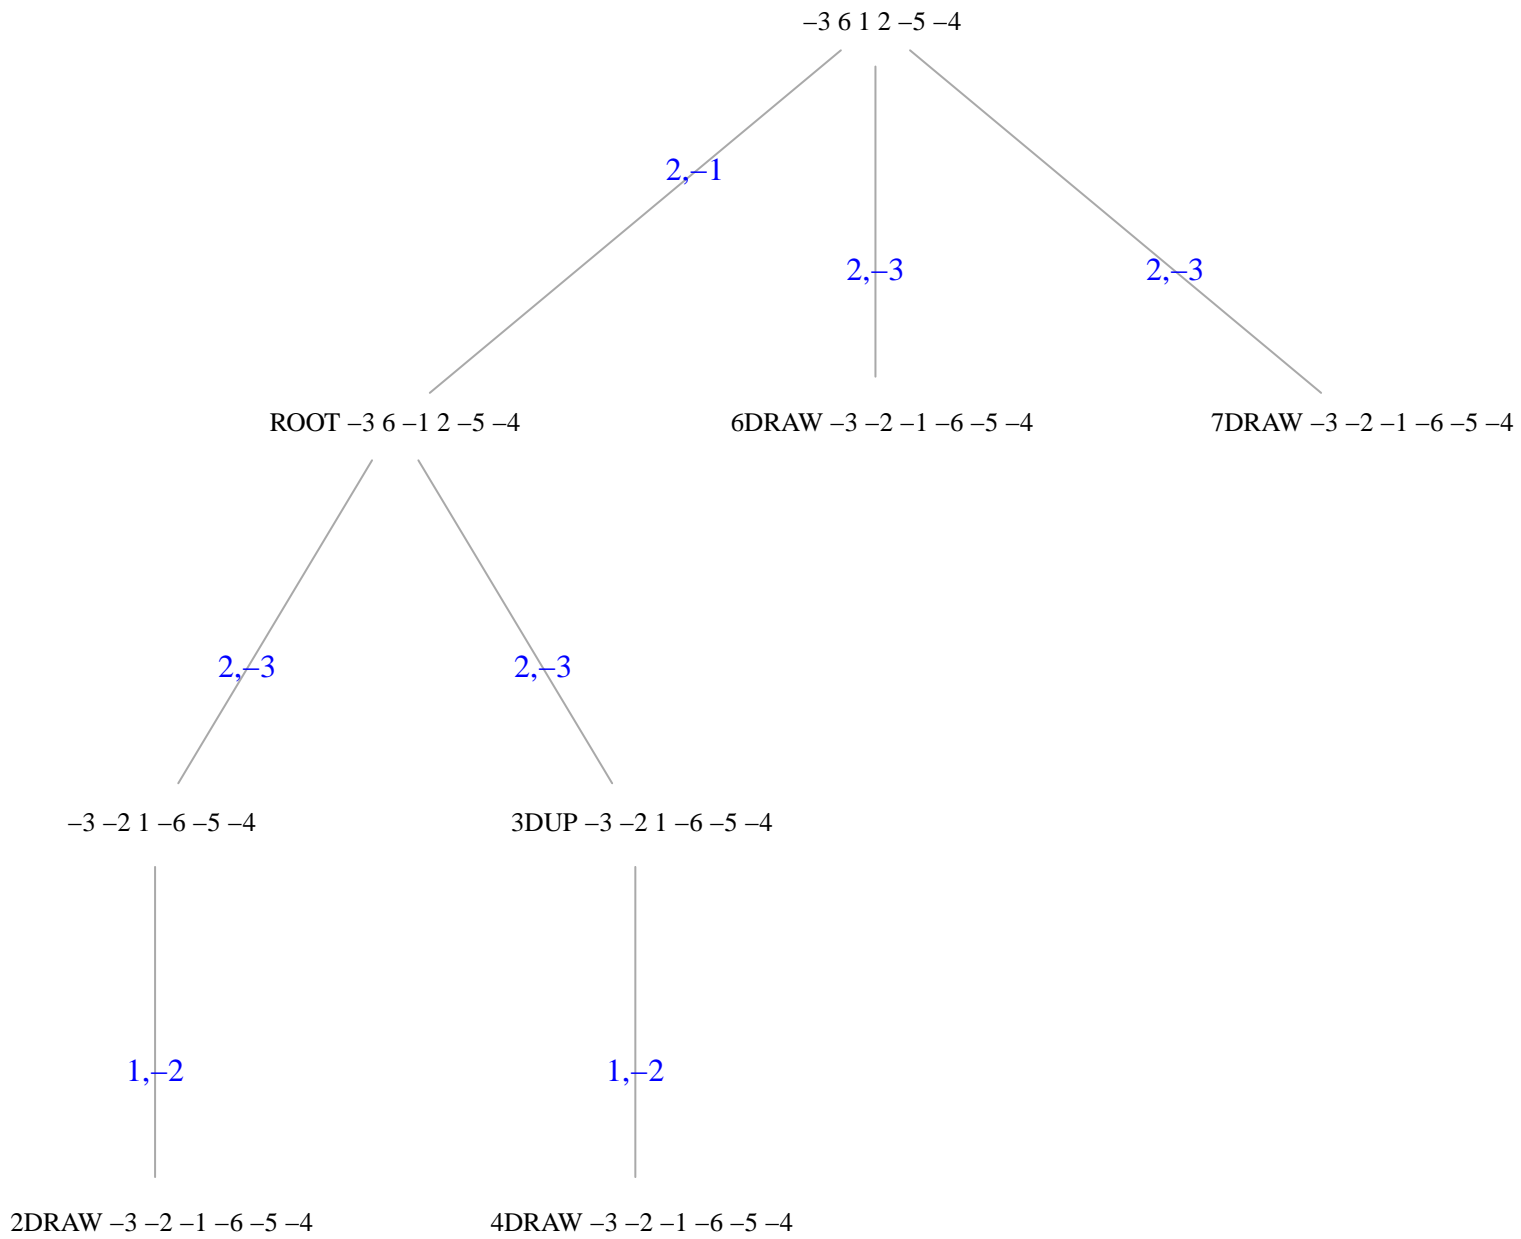 –3 6 1 2 –5 –4
2,–1
2,–3
2,–3
ROOT –3 6 –1 2 –5 –4
6DRAW –3 –2 –1 –6 –5 –4
7DRAW –3 –2 –1 –6 –5 –4
2,–3
2,–3
–3 –2 1 –6 –5 –4
3DUP –3 –2 1 –6 –5 –4
1,–2
1,–2
2DRAW –3 –2 –1 –6 –5 –4
4DRAW –3 –2 –1 –6 –5 –4